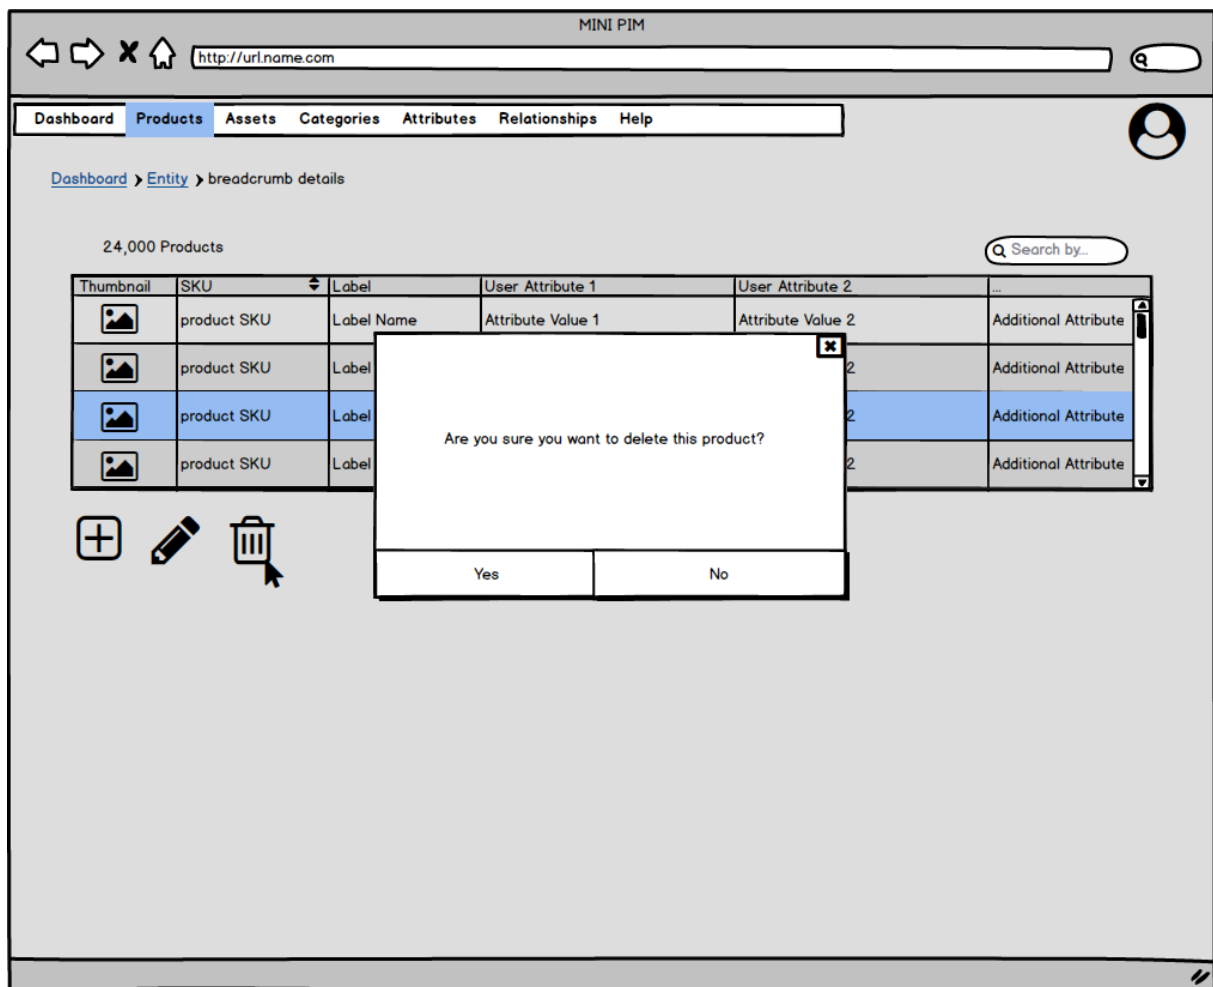 MINI PIM
http://url.name.com
Dashboard Products Assets Categories Attributes Relationships Help
Dashboard Entity breadcrumb details
24,000 Products
Search by...
Thumbnail SKU Label User Attribute 1 User Attribute 2 ...
product SKU Label Name Attribute Value 1 Attribute Value 2 Additional Attribute
product SKU Label 2 Additional Attribute
product SKU Label 2 Additional Attribute
product SKU Label 2 Additional Attribute
Are you sure you want to delete this product?
Yes No